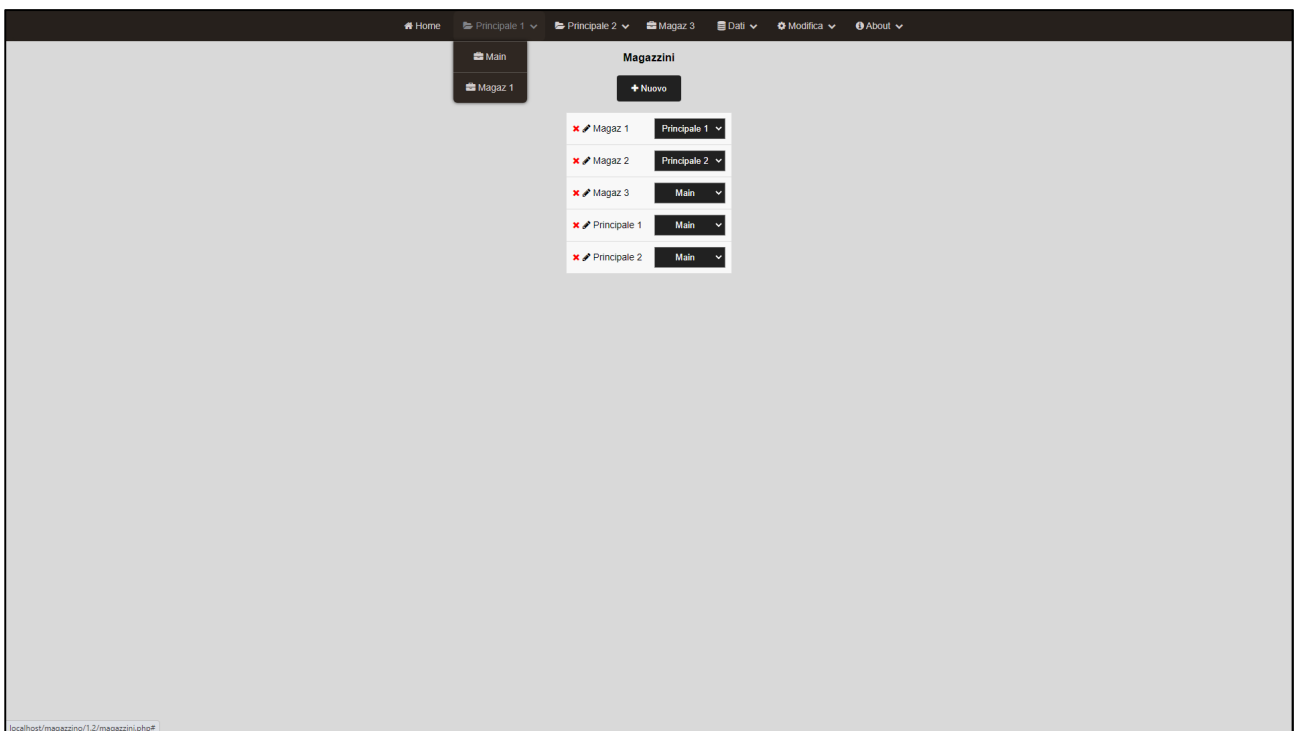 Home Principale 1 Principale 2 Magaz 3 Dati Modifica About
Main
Magaz 1
Magazzini
Nuovo
Magaz 1 Principale 1
Magaz 2 Principale 2
Magaz 3 Main
Principale 1 Main
Principale 2 Main
localhost/magazzino/1.2/magazzini.php#